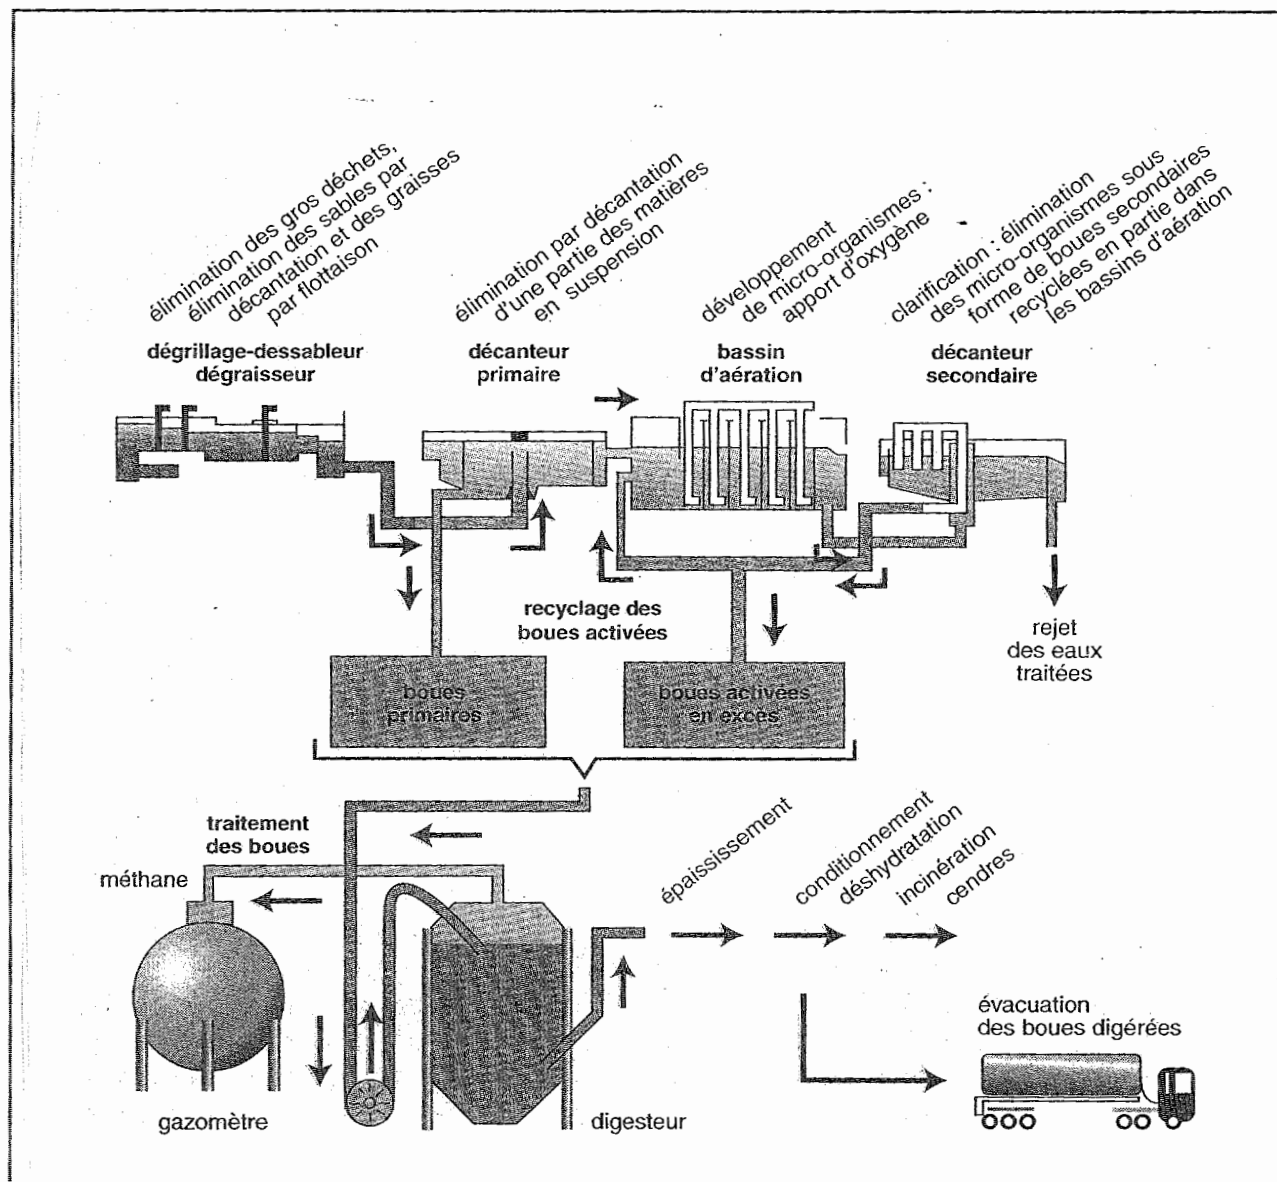 élimination des gros déchets,
élimination des sables par
décantation et des graisses
par flottaison
élimination par décantation
d'une partie des matières
en suspension
développement
de micro-organismes :
apport d'oxygène
clarification : élimination
des micro-organismes sous
forme de boues secondaires
recyclées en partie dans
les bassins d'aération
dégrillage-dessableur
dégraisseur
décanteur
primaire
bassin
d'aération
décanteur
secondaire
recyclage des
boues activées
rejet
des eaux
traitées
boues
primaires
boues activées
en excès
traitement
des boues
méthane
épaississement
conditionnement
déshydratation
incinération
cendres
évacuation
des boues digérées
gazomètre
digesteur